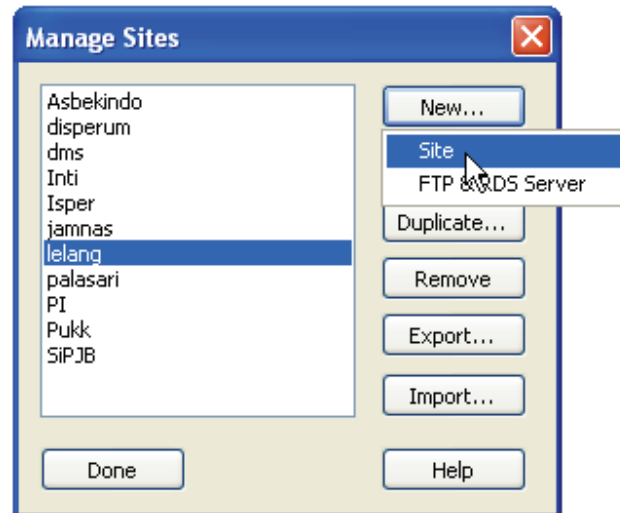 Manage Sites
Asbekindo
disperum
dms
Inti
Isper
jamnas
lelang
palasari
PI
Pukk
SiPJB
New...
Site
FTP & RDS Server
Duplicate...
Remove
Export...
Import...
Done
Help